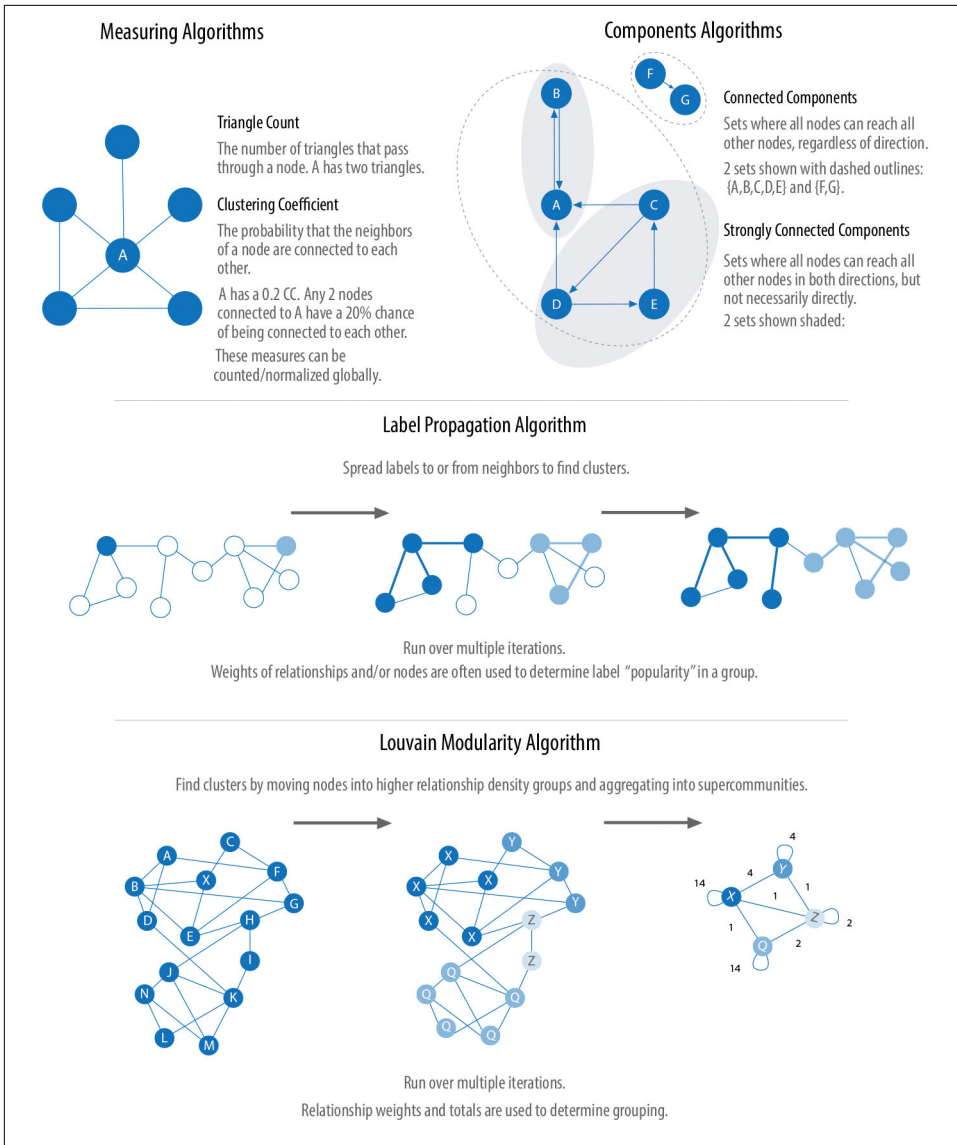 Measuring Algorithms
A
Triangle Count
The number of triangles that pass
through a node. A has two triangles.
Clustering Coefficient
The probability that the neighbors
of a node are connected to each
other.
A has a 0.2 CC. Any 2 nodes
connected to A have a 20% chance
of being connected to each other.
These measures can be
counted/normalized globally.
Components Algorithms
F
G
B
A
C
D
E
Connected Components
Sets where all nodes can reach all
other nodes, regardless of direction.
2 sets shown with dashed outlines:
{A,B,C,D,E} and {F,G}.
Strongly Connected Components
Sets where all nodes can reach all
other nodes in both directions, but
not necessarily directly.
2 sets shown shaded:
Label Propagation Algorithm
Spread labels to or from neighbors to find clusters.
Run over multiple iterations.
Weights of relationships and/or nodes are often used to determine label “popularity” in a group.
Louvain Modularity Algorithm
Find clusters by moving nodes into higher relationship density groups and aggregating into supercommunities.
C
A
F
X
B
G
D
H
E
I
J
N
K
L
M
Y
X
Y
X
X
Y
X
Z
X
Z
Q
Q
Q
Q
Q
4
4
Y
14
1
1
X
Z
2
1
Q
2
14
Run over multiple iterations.
Relationship weights and totals are used to determine grouping.